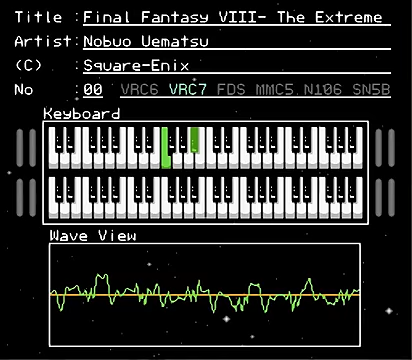 Title :Final Fantasy VIII- The Extreme
Artist:Nobuo Uematsu
(C) :Square-Enix
No :00 VRC6 VRC7 FDS MMC5 N106 SN5B
Keyboard
Wave View